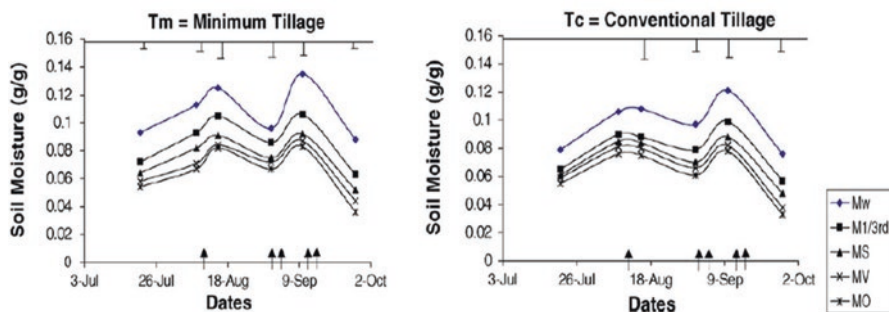 Tm = Minimum Tillage
0.16
0.14
0.12
0.1
0.08
0.06
0.04
0.02
0
Soil Moisture (g/g)
3-Jul 26-Jul 18-Aug 9-Sep 2-Oct
Dates
Tc = Conventional Tillage
0.16
0.14
0.12
0.1
0.08
0.06
0.04
0.02
0
Soil Moisture (g/g)
3-Jul 26-Jul 18-Aug 9-Sep 2-Oct
Dates
Mw
M1/3rd
MS
MV
MO